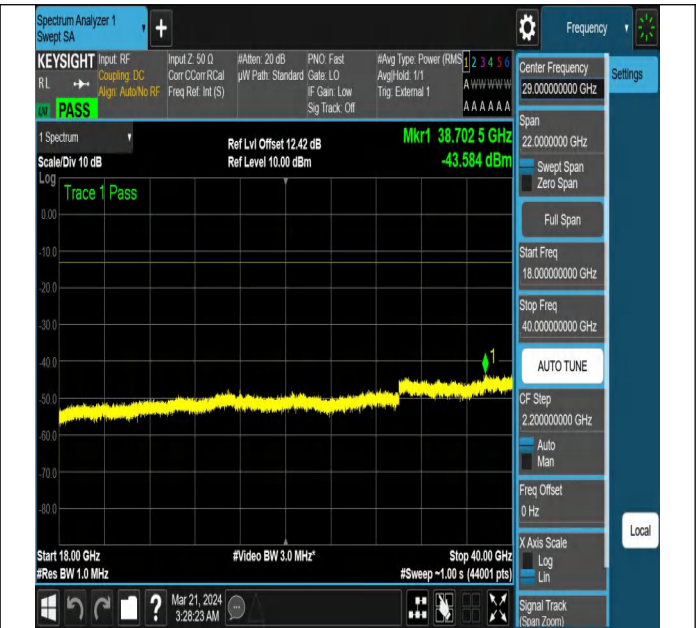 Spectrum Analyzer 1
Swept SA
Frequency
KEYSIGHT
RL
PASS
Input: RF
Coupling: DC
Align: Auto/No RF
Input Z: 50 Ω
Corr CCorr RCal
Freq Ref: Int (S)
#Atten: 20 dB
µW Path: Standard
PNO: Fast
Gate: LO
IF Gain: Low
Sig Track: Off
#Avg Type: Power (RMS
Avg|Hold: 1/1
Trig: External 1
1 2 3 4 5 6
A W W W W W
A A A A A A
1 Spectrum
Scale/Div 10 dB
Ref Lvl Offset 12.42 dB
Ref Level 10.00 dBm
Mkr1 38.702 5 GHz
-43.584 dBm
Log
Trace 1 Pass
0.00
-10.0
-20.0
-30.0
-40.0
-50.0
-60.0
-70.0
-80.0
1
Start 18.00 GHz
#Res BW 1.0 MHz
#Video BW 3.0 MHz*
Stop 40.00 GHz
#Sweep ~1.00 s (44001 pts)
Mar 21, 2024
3:28:23 AM
Center Frequency
29.000000000 GHz
Settings
Span
22.0000000 GHz
Swept Span
Zero Span
Full Span
Start Freq
18.000000000 GHz
Stop Freq
40.000000000 GHz
AUTO TUNE
CF Step
2.200000000 GHz
Auto
Man
Freq Offset
0 Hz
X Axis Scale
Log
Lin
Local
Signal Track
(Span Zoom)